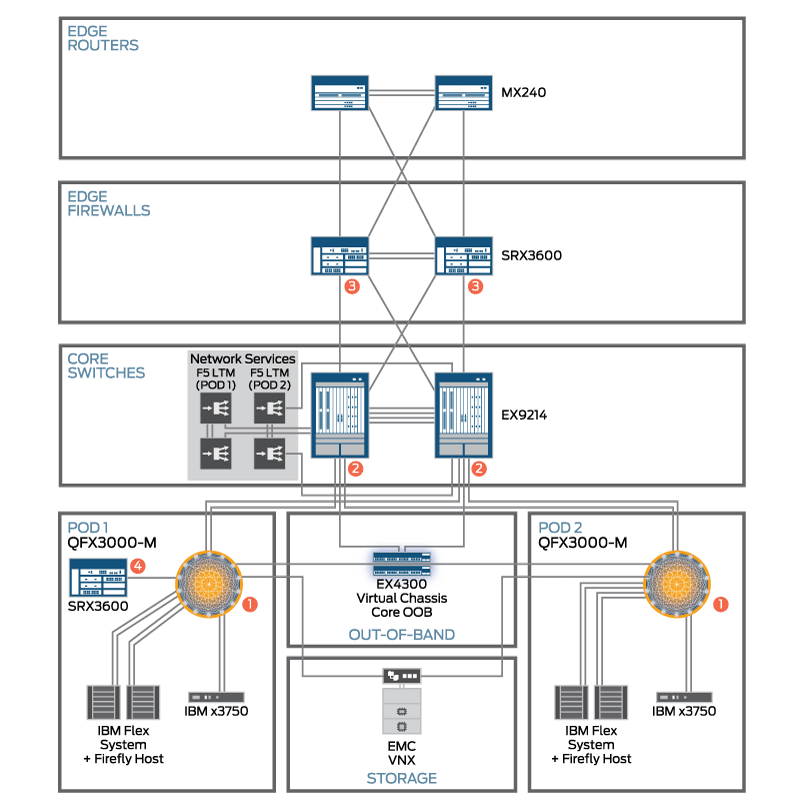 EDGE
ROUTERS
MX240
EDGE
FIREWALLS
SRX3600
3
3
CORE
SWITCHES
Network Services
F5 LTM
(POD 1)
F5 LTM
(POD 2)
EX9214
2
2
POD 1
QFX3000-M
4
SRX3600
1
IBM Flex
System
+ Firefly Host
IBM x3750
EX4300
Virtual Chassis
Core OOB
OUT-OF-BAND
EMC
VNX
STORAGE
POD 2
QFX3000-M
1
IBM Flex
System
+ Firefly Host
IBM x3750